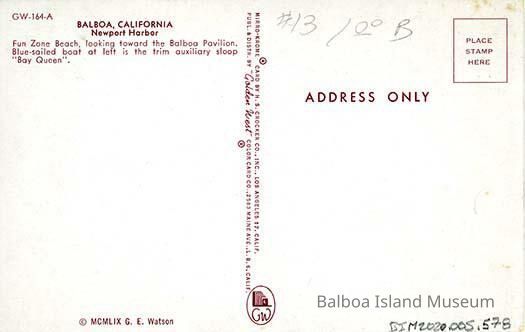 GW-164-A
BALBOA, CALIFORNIA
Newport Harbor
Fun Zone Beach, looking toward the Balboa Pavilion.
Blue-sailed boat at left is the trim auxiliary sloop
"Bay Queen".
MIRRO-KROME ® CARD BY H. S. CROCKER CO., INC., LOS ANGELES 17, CALIF.
PUBL. & DISTR. BY "Golden West" ® COLOR CARD CO., 2503 MAINE AVE., L. B. 6, CALIF.
GW
#13
100 B
PLACE
STAMP
HERE
ADDRESS ONLY
© MCMLIX G. E. Watson
Balboa Island Museum
BIM2020.005.578